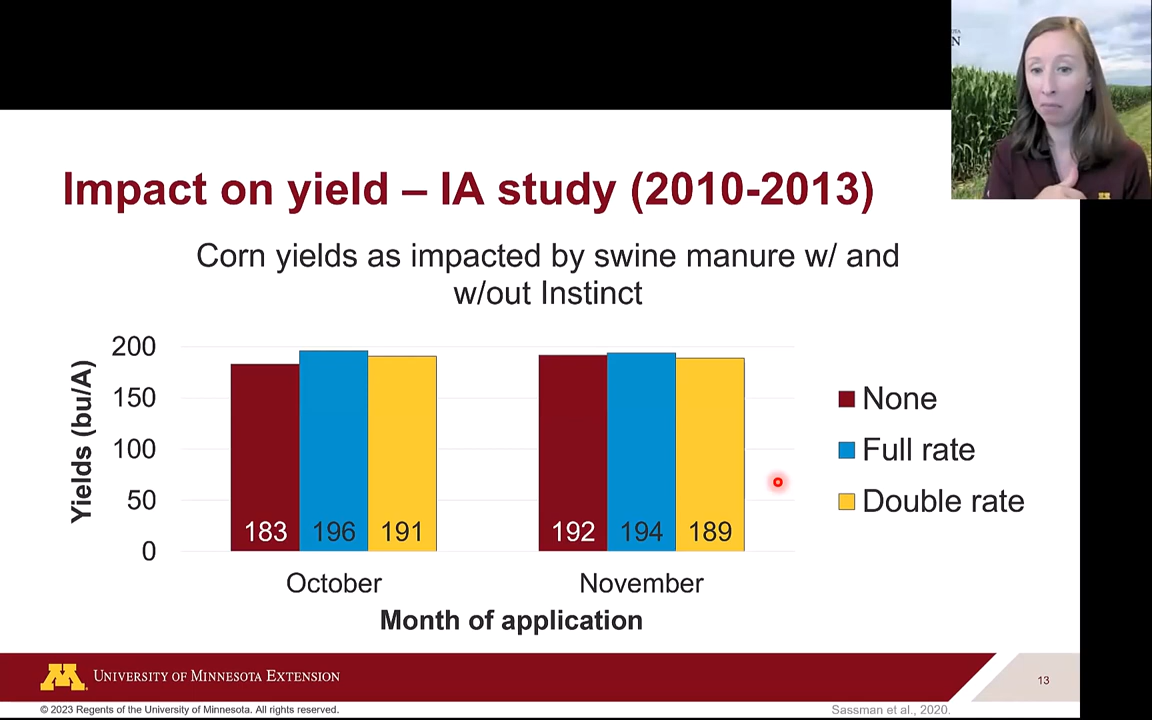 N
Impact on yield – IA study (2010-2013)
Corn yields as impacted by swine manure w/ and
w/out Instinct
Yields (bu/A)
200
150
100
50
0
183
196
191
192
194
189
October
November
Month of application
None
Full rate
Double rate
M
UNIVERSITY OF MINNESOTA EXTENSION
13
© 2023 Regents of the University of Minnesota. All rights reserved.
Sassman et al., 2020.